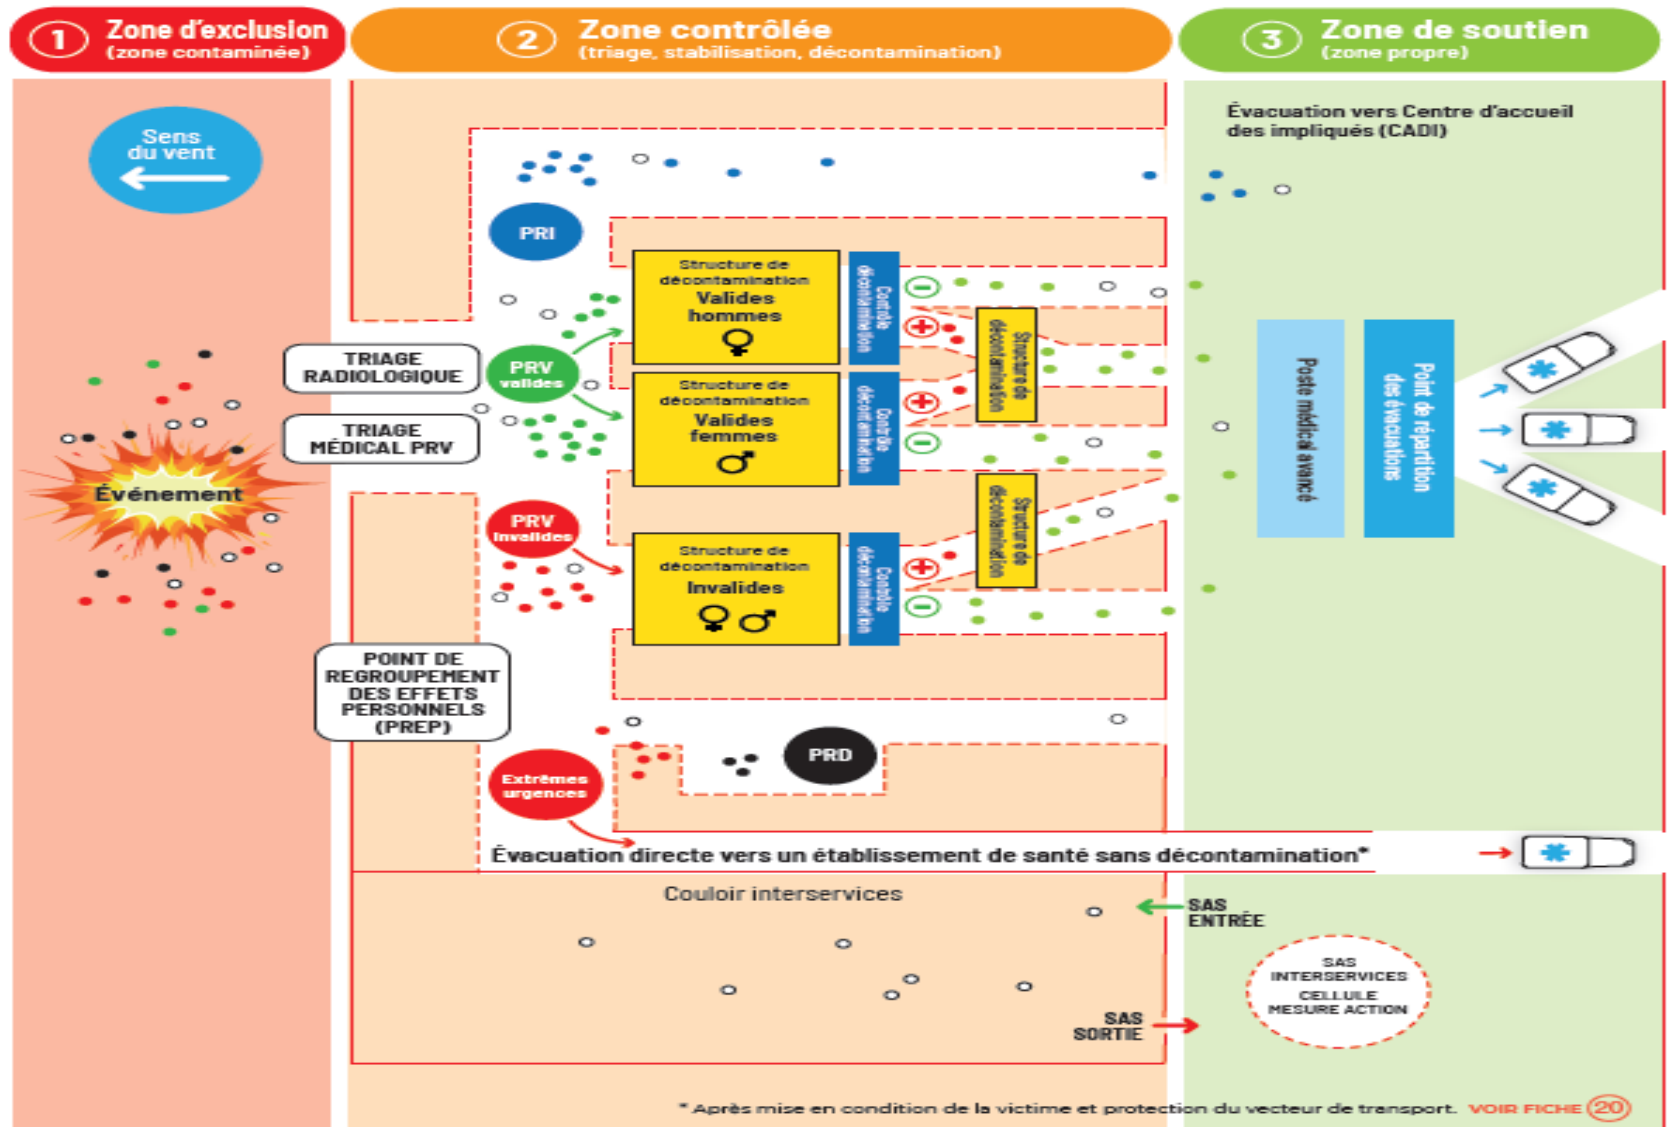 1
Zone d'exclusion
(zone contaminée)
2
Zone contrôlée
(triage, stabilisation, décontamination)
3
Zone de soutien
(zone propre)
Sens
du vent
Événement
TRIAGE
RADIOLOGIQUE
TRIAGE
MÉDICAL PRV
POINT DE
REGROUPEMENT
DES EFFETS
PERSONNELS
(PREP)
PRI
PRV
valides
PRV
Invalides
Extrêmes
urgences
Structure de
décontamination
Valides
hommes
Contrôle
décontamination
Structure de
décontamination
Valides
femmes
Contrôle
décontamination
Structure de
décontamination
Structure de
décontamination
Invalides
Contrôle
décontamination
Structure de
décontamination
PRD
Évacuation directe vers un établissement de santé sans décontamination*
Couloir interservices
SAS
SORTIE
Évacuation vers Centre d'accueil
des impliqués (CADI)
Poste médical avancé
Point de répartition
des évacuations
SAS
ENTRÉE
SAS
INTERSERVICES
CELLULE
MESURE ACTION
* Après mise en condition de la victime et protection du vecteur de transport. VOIR FICHE 20